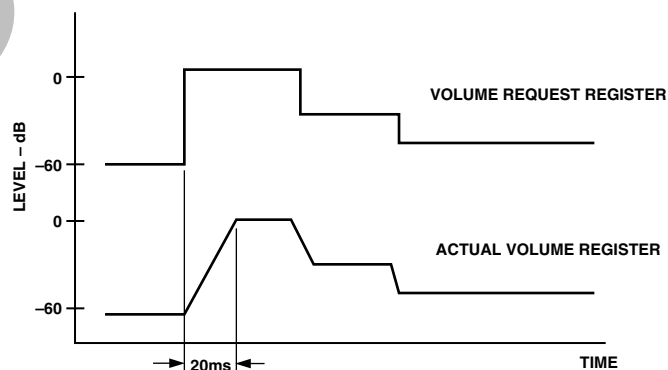 0
VOLUME REQUEST REGISTER
LEVEL – dB
–60
0
ACTUAL VOLUME REGISTER
–60
20ms
TIME